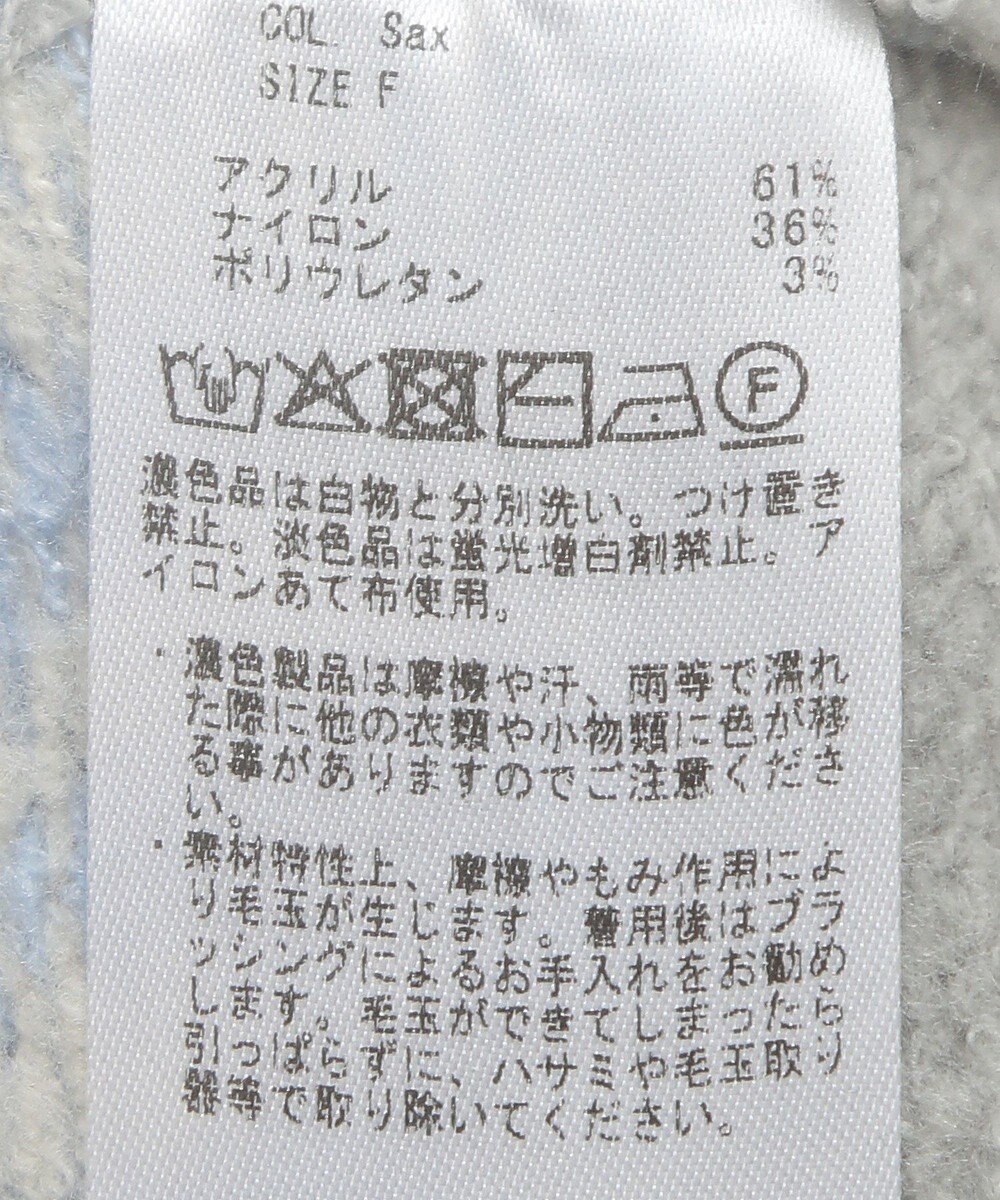 COL. Sax
SIZE F
アクリル 61%
ナイロン 36%
ポリウレタン 3%
F
濃色品は白物と分別洗い。つけ置き
禁止。淡色品は蛍光増白剤禁止。ア
イロンあて布使用。
・濃色製品は摩擦や汗、雨等で濡れ
た際に他の衣類や小物類に色が移
る事がありますのでご注意くださ
い。
・素材特性上、摩擦やもみ作用によ
り毛玉が生じます。着用後はブラ
ッシングによるお手入れをお勧め
します。毛玉ができてしまったら
引っぱらずに、ハサミや毛玉取り
器等で取り除いてください。